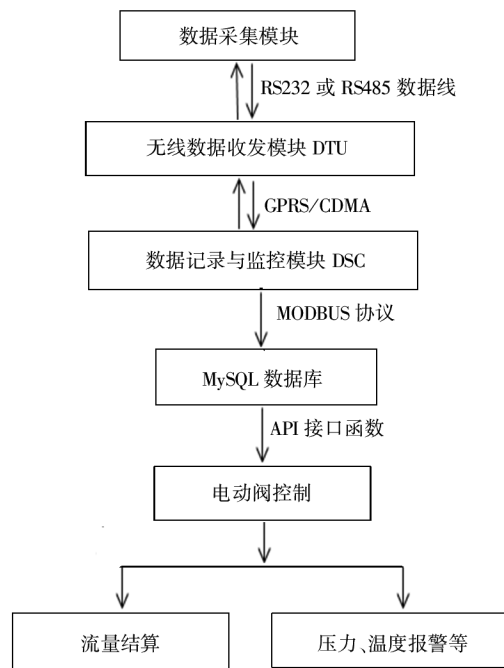 数据采集模块
RS232 或 RS485 数据线
无线数据收发模块 DTU
GPRS/CDMA
数据记录与监控模块 DSC
MODBUS 协议
MySQL 数据库
API 接口函数
电动阀控制
流量结算
压力、温度报警等